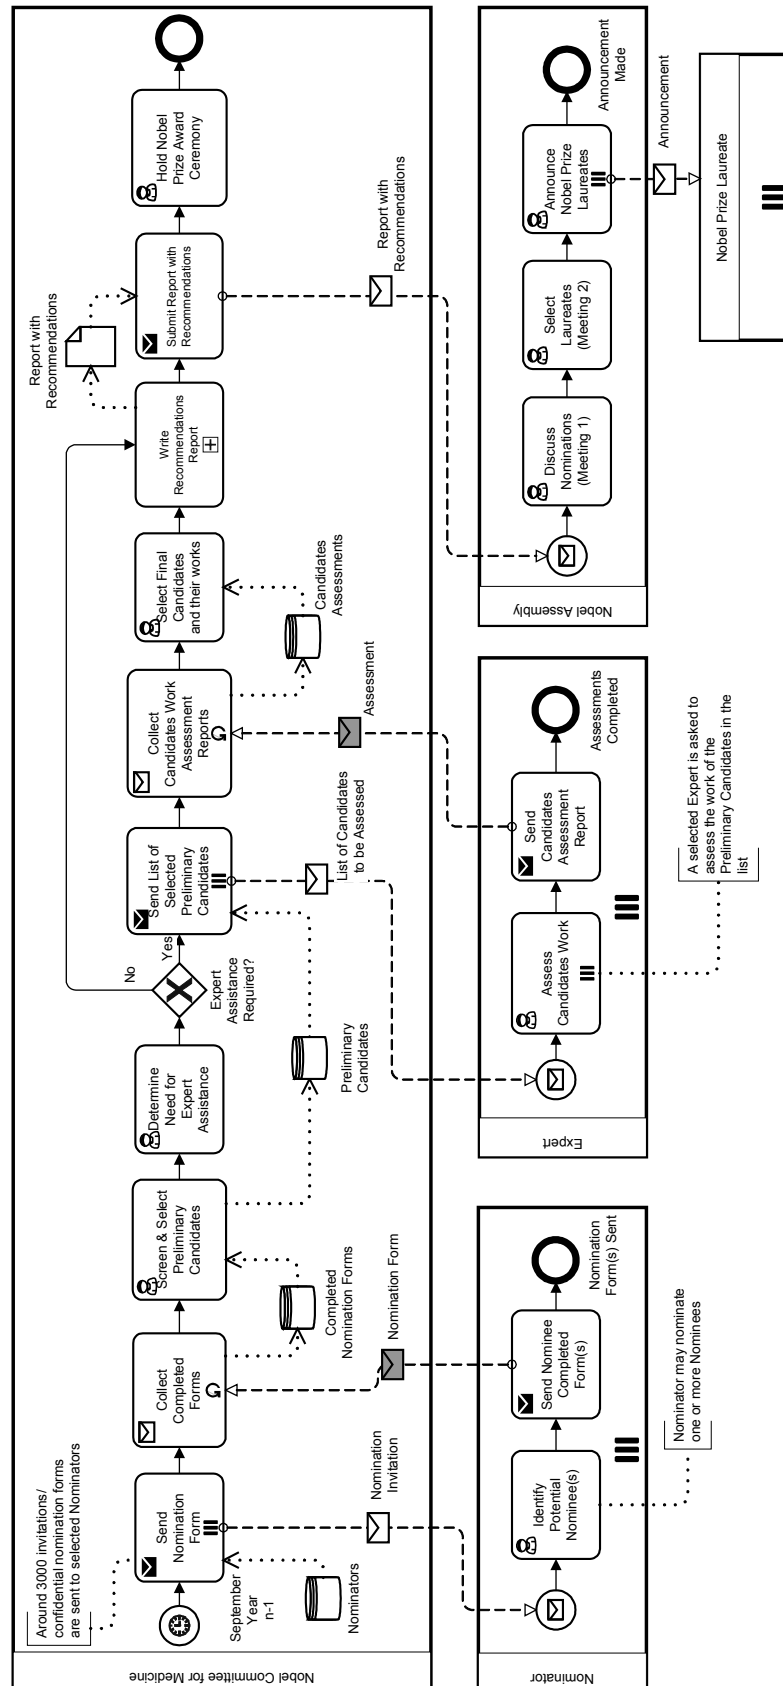 Nobel Committee for Medicine
Around 3000 invitations/
confidential nomination forms
are sent to selected Nominators
September
Year
n-1
Nominators
Send
Nomination
Form
Nomination
Invitation
Collect
Completed
Forms
Nomination Form
Completed
Nomination Forms
Screen & Select
Preliminary
Candidates
Determine
Need for
Expert
Assistance
Preliminary
Candidates
Expert
Assistance
Required?
No
Yes
Send List of
Selected
Preliminary
Candidates
List of Candidates
to be Assessed
Collect
Candidates Work
Assessment
Reports
Assessment
Candidates
Assessments
Select Final
Candidates
and their works
Write
Recommendations
Report
Report with
Recommendations
Submit Report with
Recommendations
Report with
Recommendations
Hold Nobel
Prize Award
Ceremony
Nominator
Identify
Potential
Nominee(s)
Send Nominee
Completed
Form(s)
Nomination
Form(s) Sent
Nominator may nominate
one or more Nominees
Expert
Assess
Candidates Work
Send
Candidates
Assessment
Report
Assessments
Completed
A selected Expert is asked to
assess the work of the
Preliminary Candidates in the
list
Nobel Assembly
Discuss
Nominations
(Meeting 1)
Select
Laureates
(Meeting 2)
Announce
Nobel Prize
Laureates
Announcement
Made
Announcement
Nobel Prize Laureate